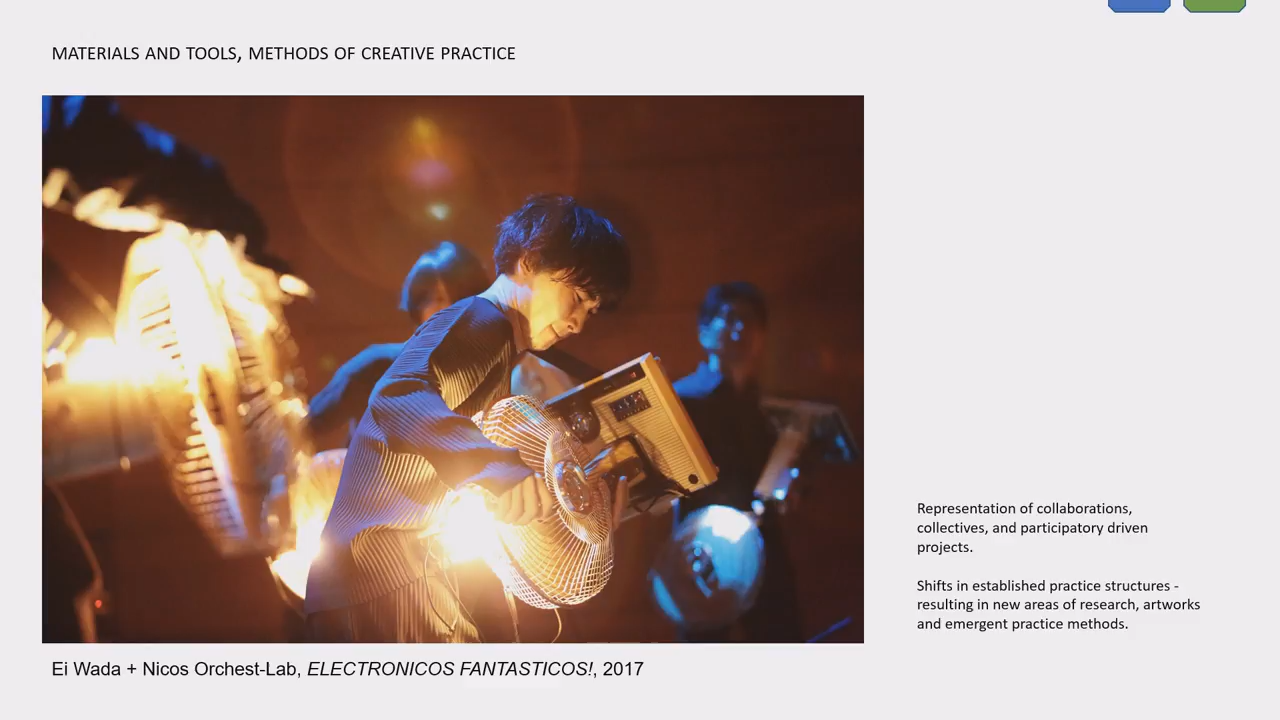 MATERIALS AND TOOLS, METHODS OF CREATIVE PRACTICE
Ei Wada + Nicos Orchest-Lab, ELECTRONICOS FANTASTICOS!, 2017
Representation of collaborations,
collectives, and participatory driven
projects.
Shifts in established practice structures -
resulting in new areas of research, artworks
and emergent practice methods.